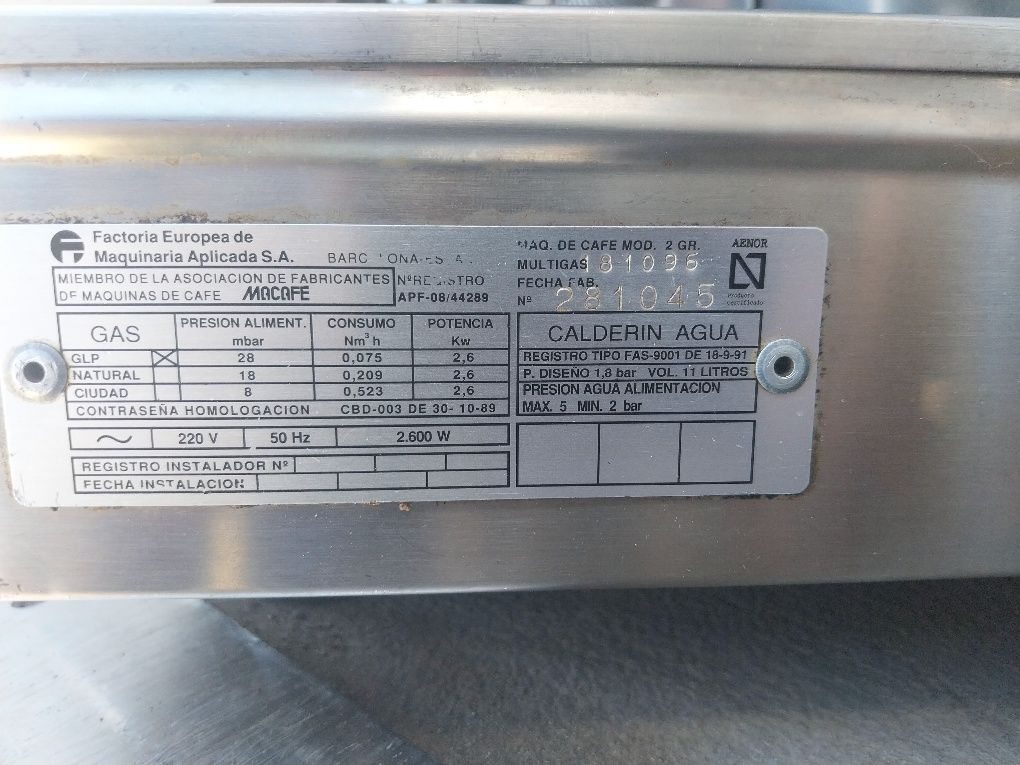 Factoria Europea de
Maquinaria Aplicada S.A.
MIEMBRO DE LA ASOCIACION DE FABRICANTES
DE MAQUINAS DE CAFE MACAFE
APF-08/44289
MAQ. DE CAFE MOD. 2 GR.
MULTIGAS 181096
FECHA FAB.
Nº 281045
AENOR
N
Producto
certificado
GAS PRESION ALIMENT. mbar CONSUMO Nm³ h POTENCIA Kw
GLP X 28 0,075 2,6
NATURAL 18 0,209 2,6
CIUDAD 8 0,523 2,6
CONTRASEÑA HOMOLOGACION CBD-003 DE 30-10-89
~ 220 V 50 Hz 2.600 W
REGISTRO INSTALADOR Nº
FECHA INSTALACION
CALDERIN AGUA
REGISTRO TIPO FAS-9001 DE 18-9-91
P. DISEÑO 1,8 bar VOL. 11 LITROS
PRESION AGUA ALIMENTACION
MAX. 5 MIN. 2 bar